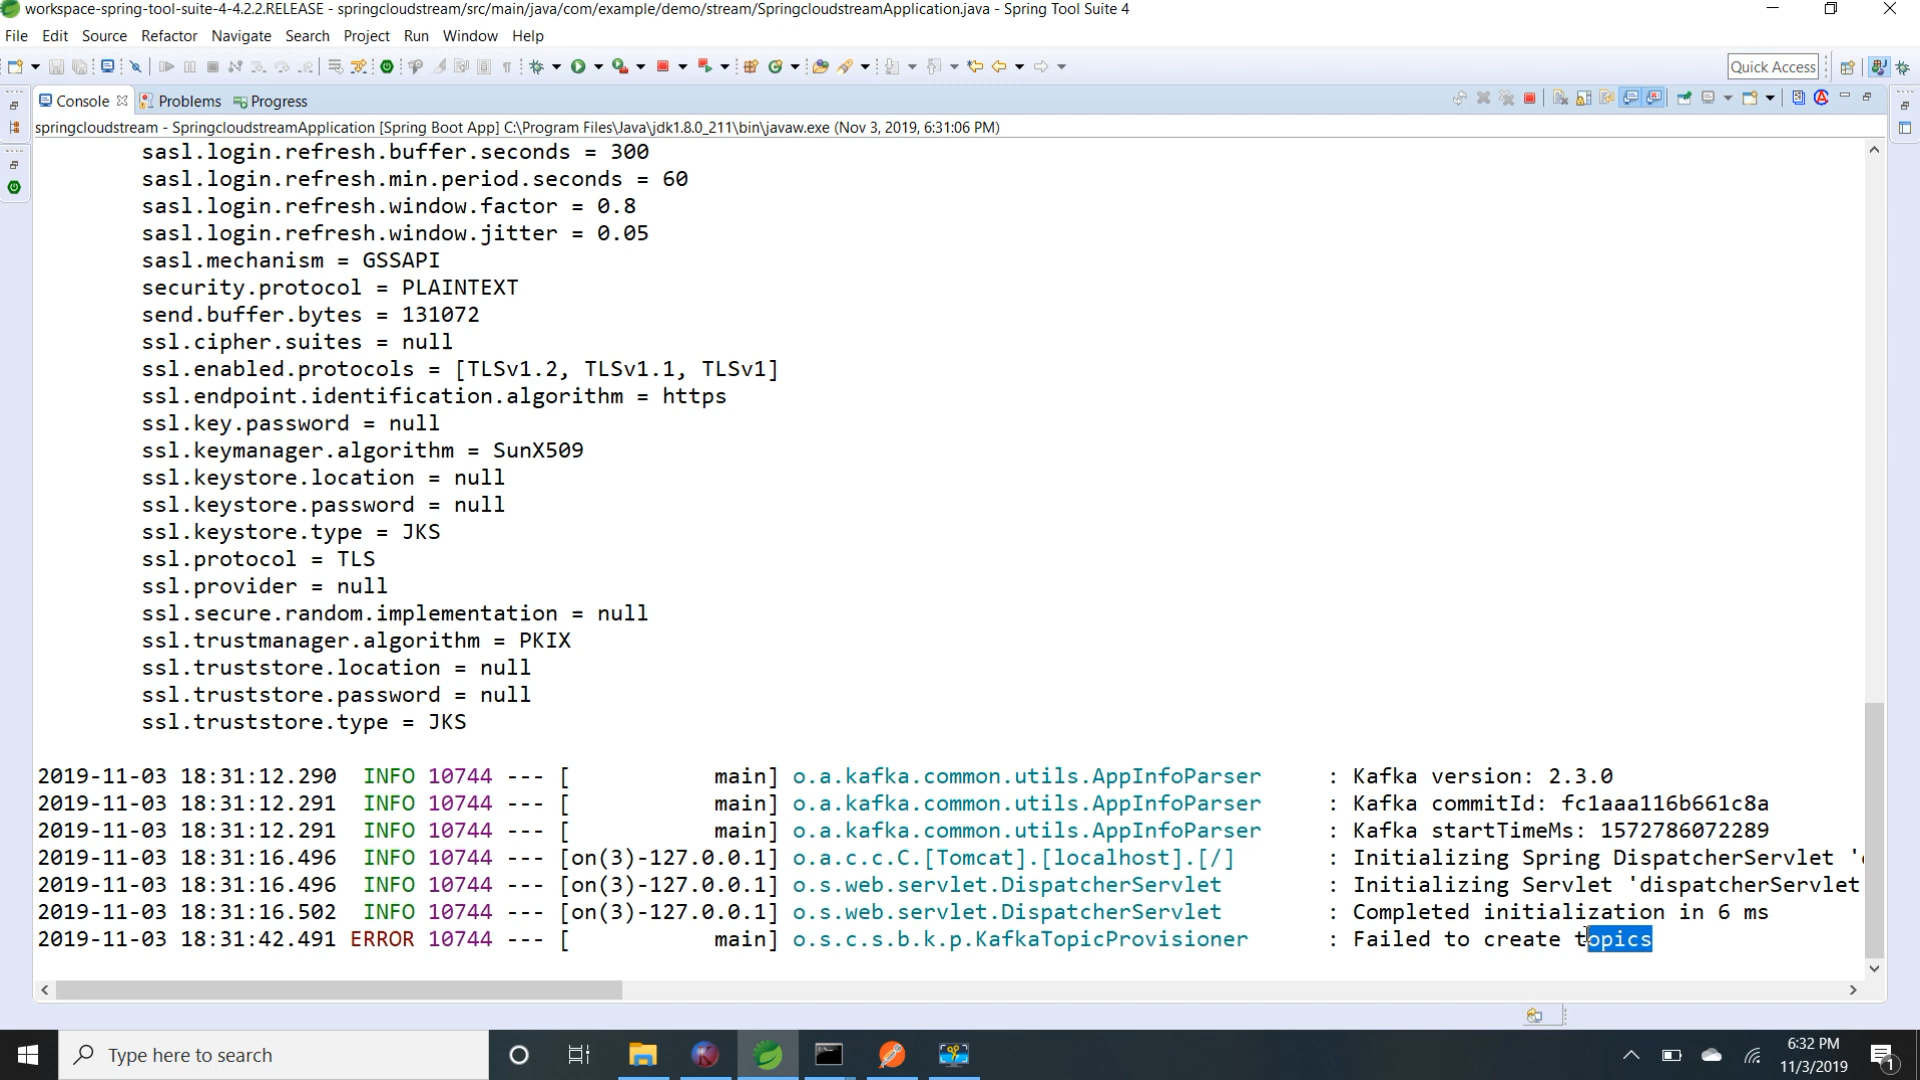 workspace-spring-tool-suite-4-4.2.2.RELEASE - springcloudstream/src/main/java/com/example/demo/stream/SpringcloudstreamApplication.java - Spring Tool Suite 4
File Edit Source Refactor Navigate Search Project Run Window Help
Quick Access
Console Problems Progress
springcloudstream - SpringcloudstreamApplication [Spring Boot App] C:\Program Files\Java\jdk1.8.0_211\bin\javaw.exe (Nov 3, 2019, 6:31:06 PM)
sasl.login.refresh.buffer.seconds = 300
sasl.login.refresh.min.period.seconds = 60
sasl.login.refresh.window.factor = 0.8
sasl.login.refresh.window.jitter = 0.05
sasl.mechanism = GSSAPI
security.protocol = PLAINTEXT
send.buffer.bytes = 131072
ssl.cipher.suites = null
ssl.enabled.protocols = [TLSv1.2, TLSv1.1, TLSv1]
ssl.endpoint.identification.algorithm = https
ssl.key.password = null
ssl.keymanager.algorithm = SunX509
ssl.keystore.location = null
ssl.keystore.password = null
ssl.keystore.type = JKS
ssl.protocol = TLS
ssl.provider = null
ssl.secure.random.implementation = null
ssl.trustmanager.algorithm = PKIX
ssl.truststore.location = null
ssl.truststore.password = null
ssl.truststore.type = JKS
2019-11-03 18:31:12.290 INFO 10744 --- [ main] o.a.kafka.common.utils.AppInfoParser : Kafka version: 2.3.0
2019-11-03 18:31:12.291 INFO 10744 --- [ main] o.a.kafka.common.utils.AppInfoParser : Kafka commitId: fc1aaa116b661c8a
2019-11-03 18:31:12.291 INFO 10744 --- [ main] o.a.kafka.common.utils.AppInfoParser : Kafka startTimeMs: 1572786072289
2019-11-03 18:31:16.496 INFO 10744 --- [on(3)-127.0.0.1] o.a.c.c.C.[Tomcat].[localhost].[/] : Initializing Spring DispatcherServlet '
2019-11-03 18:31:16.496 INFO 10744 --- [on(3)-127.0.0.1] o.s.web.servlet.DispatcherServlet : Initializing Servlet 'dispatcherServlet
2019-11-03 18:31:16.502 INFO 10744 --- [on(3)-127.0.0.1] o.s.web.servlet.DispatcherServlet : Completed initialization in 6 ms
2019-11-03 18:31:42.491 ERROR 10744 --- [ main] o.s.c.s.b.k.p.KafkaTopicProvisioner : Failed to create topics
Type here to search
6:32 PM
11/3/2019
1